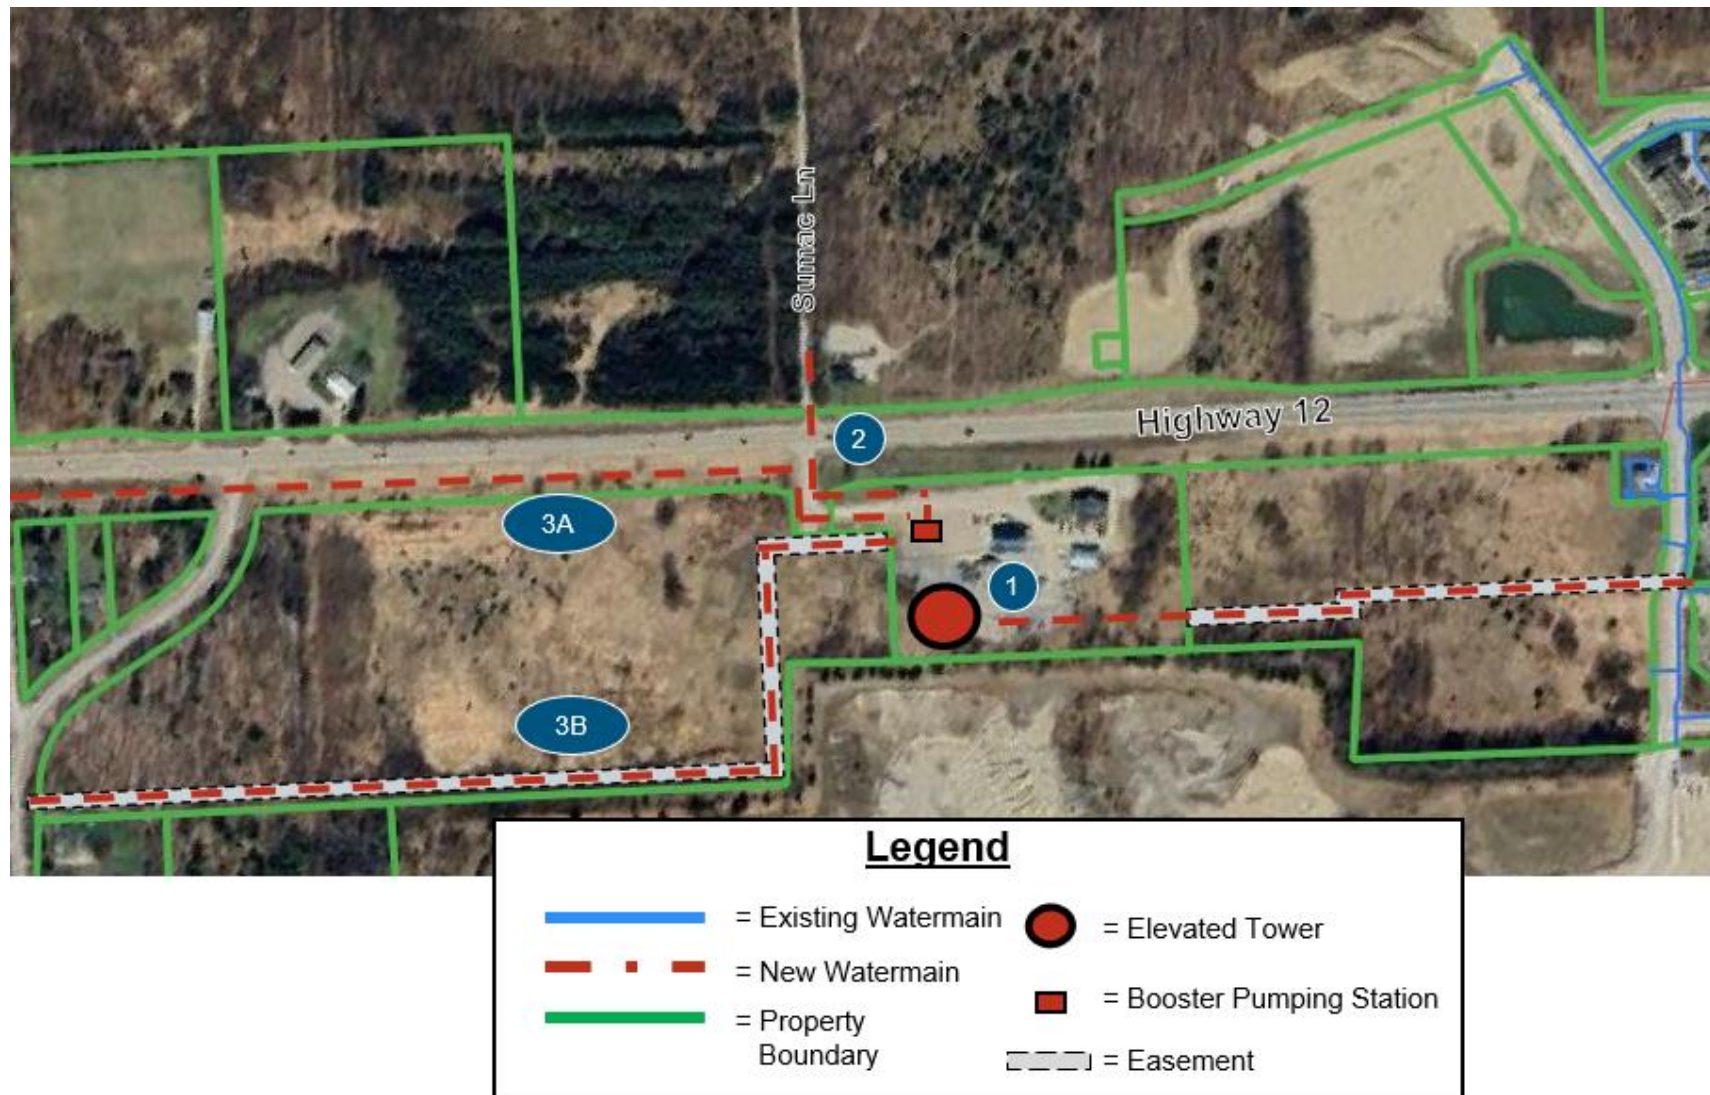 Sumac Ln
Highway 12
2
3A
1
3B
Legend
= Existing Watermain
= New Watermain
= Property
Boundary
= Elevated Tower
= Booster Pumping Station
= Easement